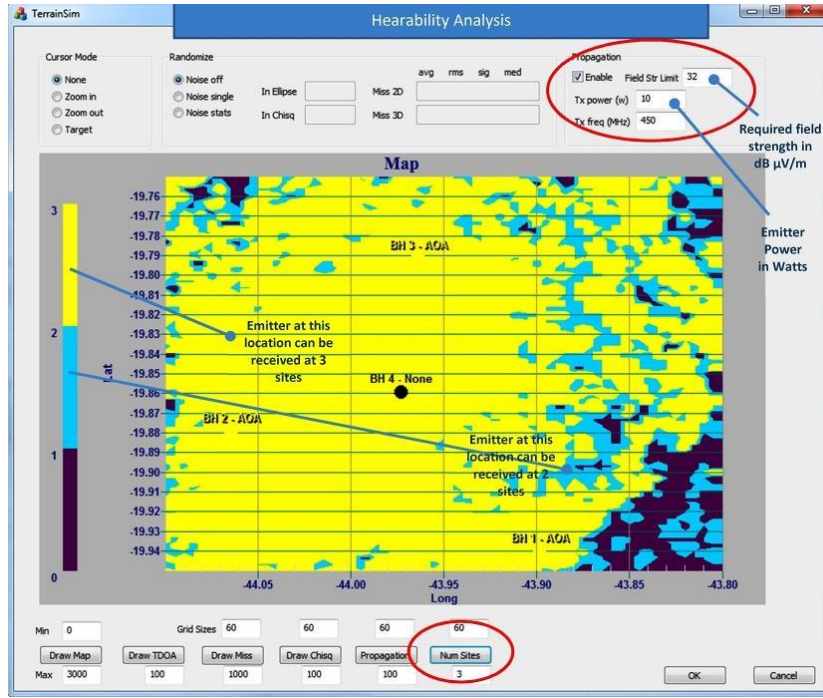 TerrainSim
Hearability Analysis
Cursor Mode
None
Zoom in
Zoom out
Target
Randomize
Noise off
Noise single
Noise stats
In Ellipse
In Chisq
avg rms sig med
Miss 2D
Miss 3D
Propagation
Enable
Field Str Limit 32
Tx power (w) 10
Tx freq (MHz) 450
Required field
strength in
dB µV/m
Emitter
Power
in Watts
Map
3
2
1
0
Lat
-19.76
-19.77
-19.78
-19.79
-19.80
-19.81
-19.82
-19.83
-19.84
-19.85
-19.86
-19.87
-19.88
-19.89
-19.90
-19.91
-19.92
-19.93
-19.94
BH 3 - AOA
Emitter at this
location can be
received at 3
sites
BH 4 - None
BH 2 - AOA
Emitter at this
location can be
received at 2
sites
BH 1 - AOA
-44.05 -44.00 -43.95 -43.90 -43.85 -43.80
Long
Min 0 Grid Sizes 60 60 60 60
Draw Map Draw TDOA Draw Miss Draw Chisq Propagation Num Sites
Max 3000 100 1000 100 100 3
OK Cancel